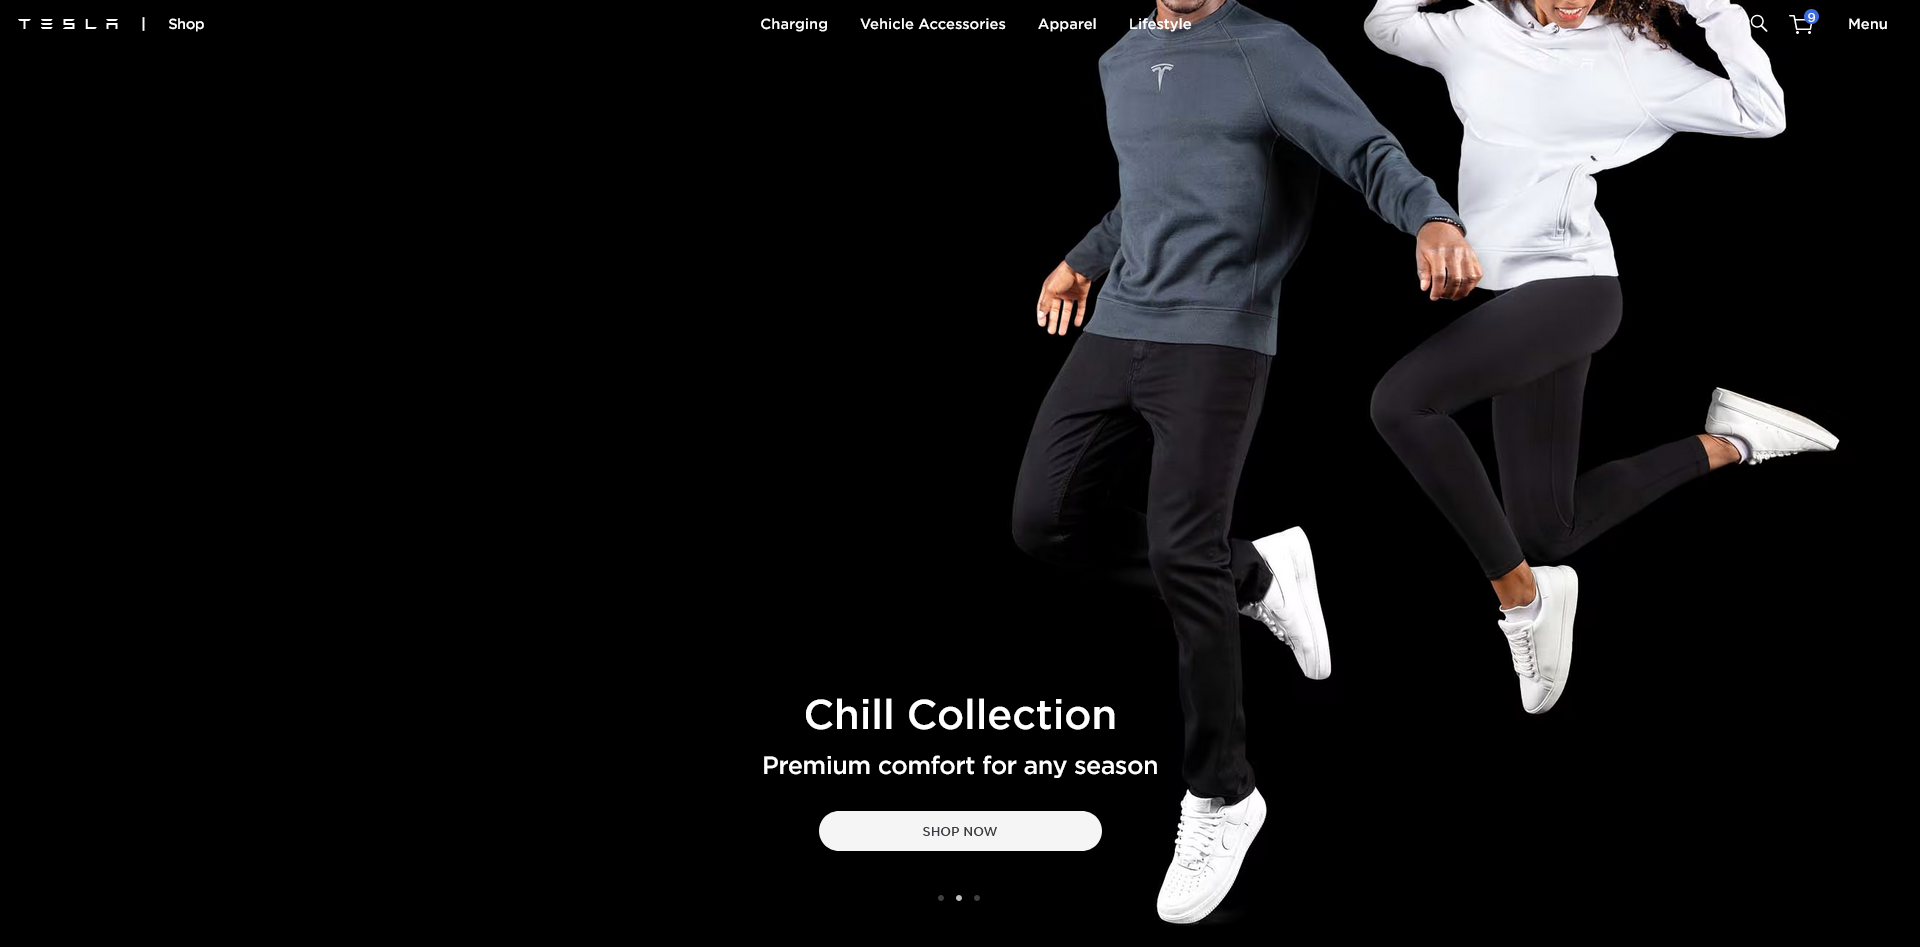 TESLA | Shop
Charging Vehicle Accessories Apparel Lifestyle
9 Menu
Chill Collection
Premium comfort for any season
SHOP NOW